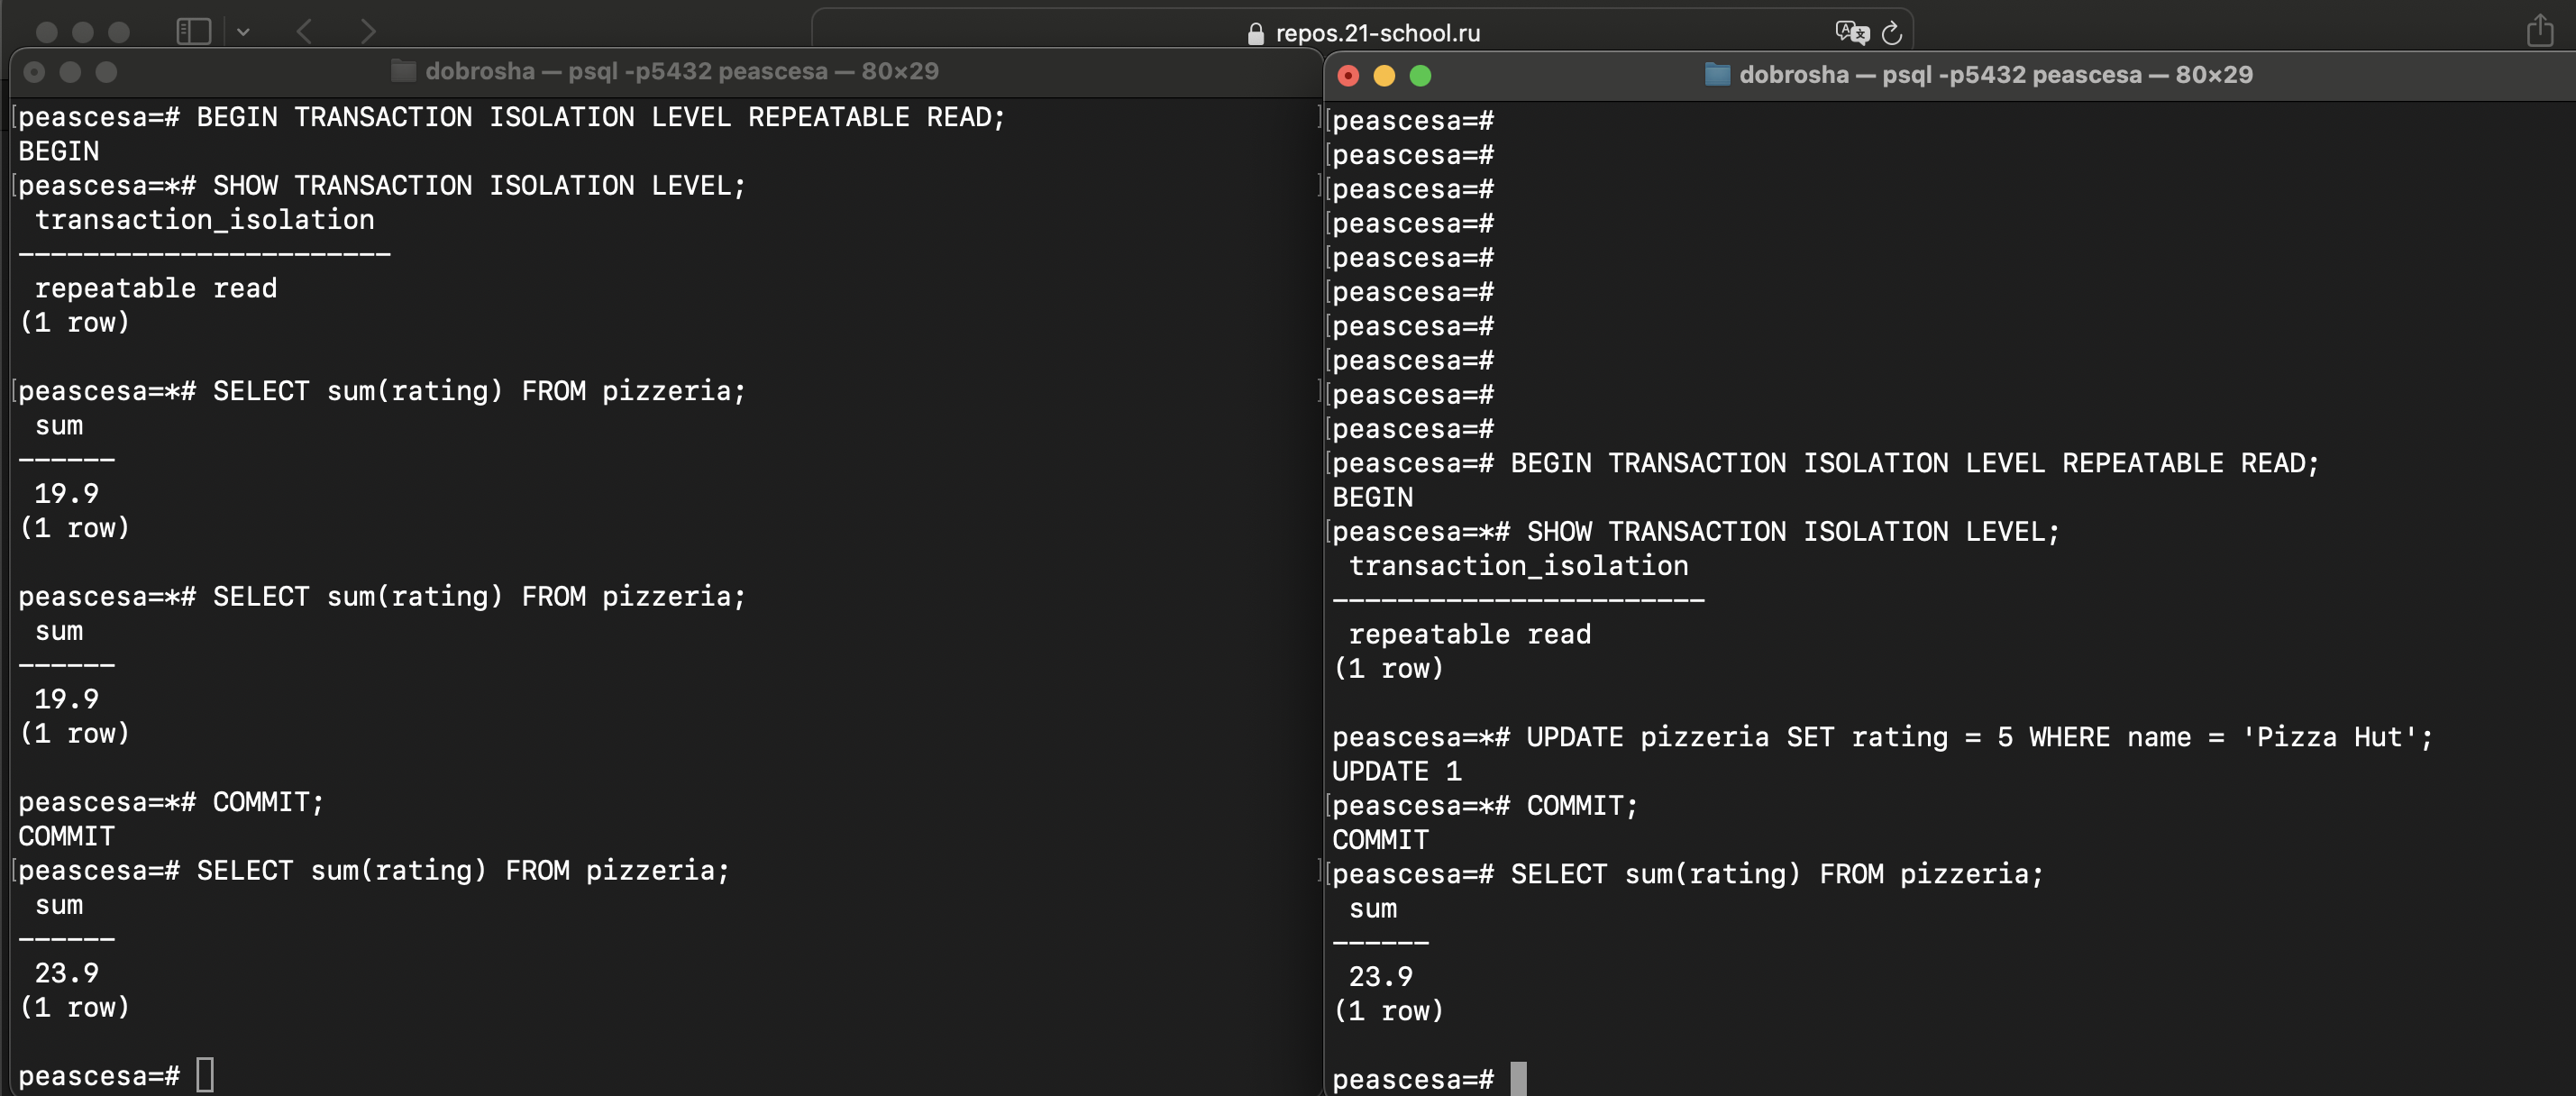 repos.21-school.ru
dobrosha — psql -p5432 peascesa — 80×29
peascesa=# BEGIN TRANSACTION ISOLATION LEVEL REPEATABLE READ;
BEGIN
peascesa=*# SHOW TRANSACTION ISOLATION LEVEL;
transaction_isolation
-----------------------
repeatable read
(1 row)
peascesa=*# SELECT sum(rating) FROM pizzeria;
sum
------
19.9
(1 row)
peascesa=*# SELECT sum(rating) FROM pizzeria;
sum
------
19.9
(1 row)
peascesa=*# COMMIT;
COMMIT
peascesa=# SELECT sum(rating) FROM pizzeria;
sum
------
23.9
(1 row)
peascesa=#
dobrosha — psql -p5432 peascesa — 80×29
peascesa=#
peascesa=#
peascesa=#
peascesa=#
peascesa=#
peascesa=#
peascesa=#
peascesa=#
peascesa=#
peascesa=#
peascesa=# BEGIN TRANSACTION ISOLATION LEVEL REPEATABLE READ;
BEGIN
peascesa=*# SHOW TRANSACTION ISOLATION LEVEL;
transaction_isolation
-----------------------
repeatable read
(1 row)
peascesa=*# UPDATE pizzeria SET rating = 5 WHERE name = 'Pizza Hut';
UPDATE 1
peascesa=*# COMMIT;
COMMIT
peascesa=# SELECT sum(rating) FROM pizzeria;
sum
------
23.9
(1 row)
peascesa=#